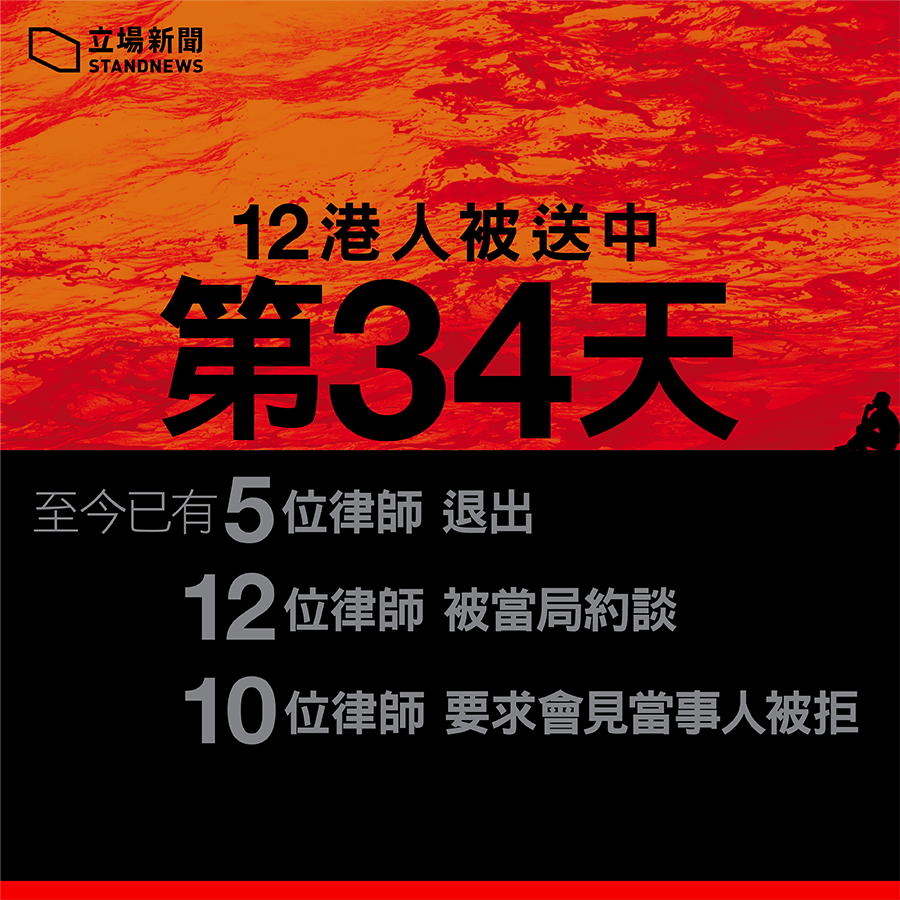 立場新聞
STANDNEWS
12港人被送中
第34天
至今已有5位律師 退出
12位律師 被當局約談
10位律師 要求會見當事人被拒